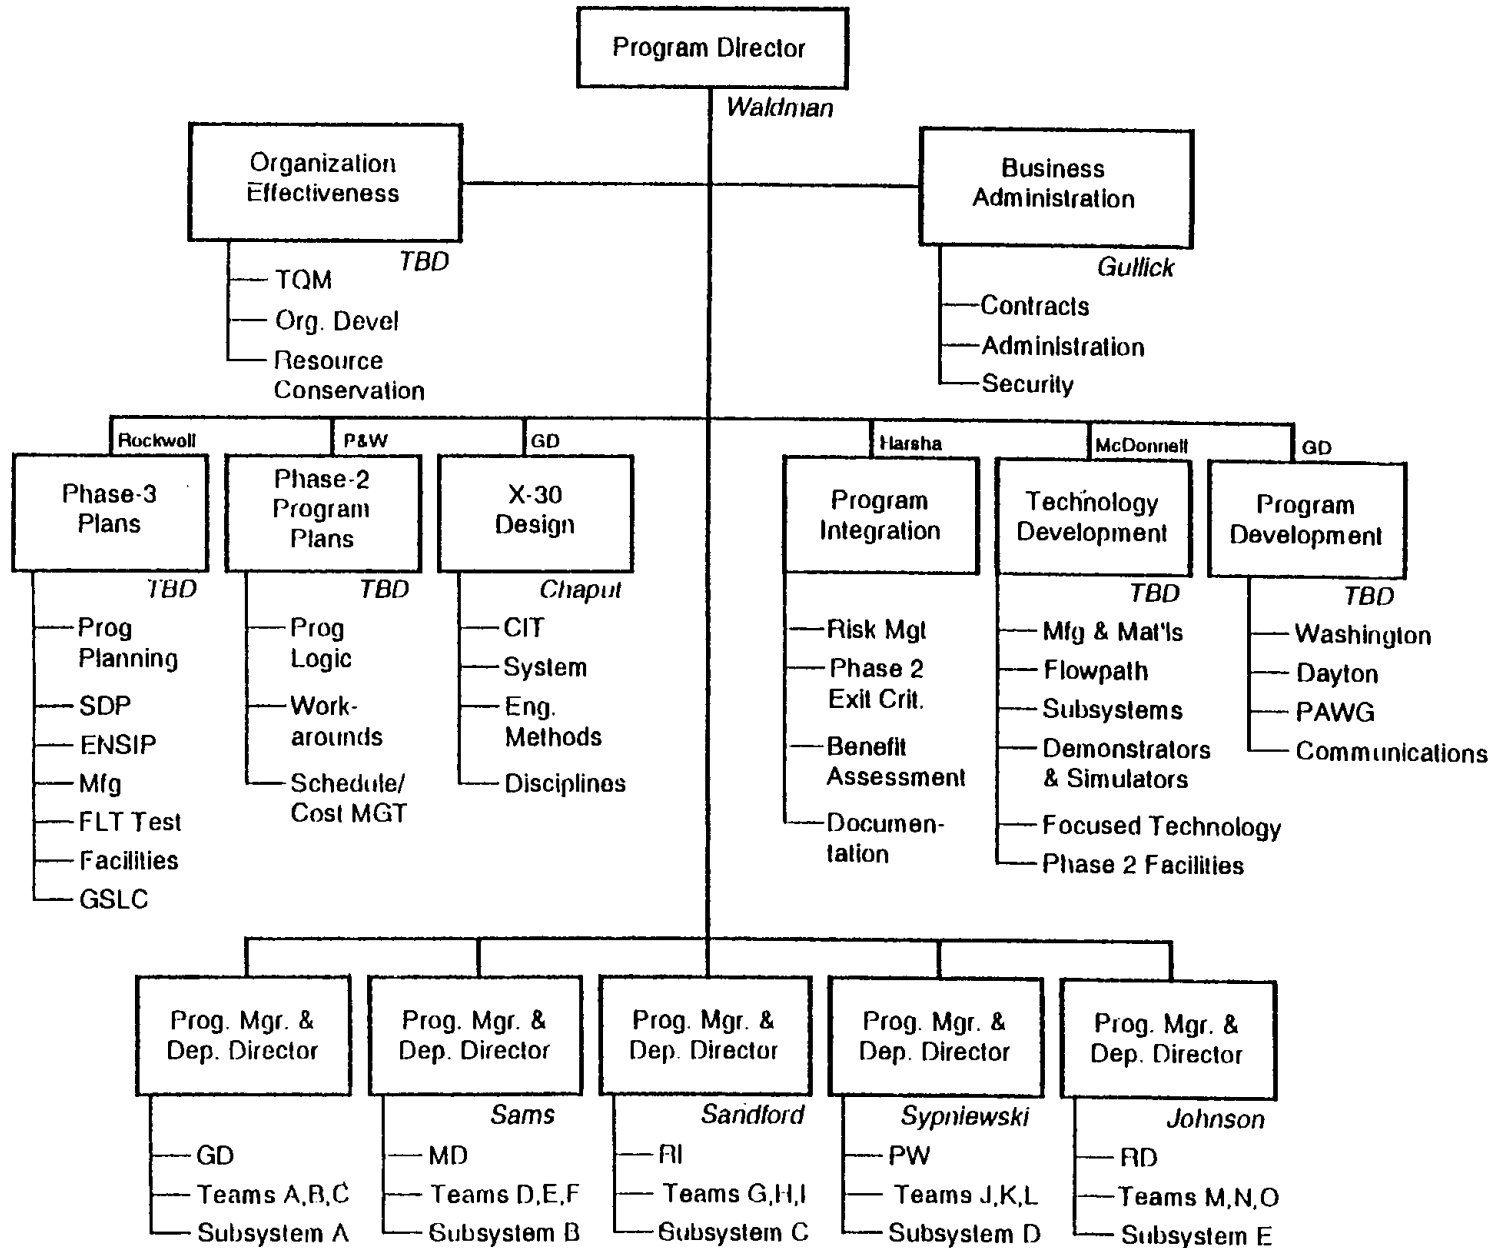 Program Director
Waldman
Organization
Effectiveness
TBD
TQM
Org. Devel
Resource
Conservation
Business
Administration
Gullick
Contracts
Administration
Security
Rockwell
Phase-3
Plans
TBD
Prog
Planning
SDP
ENSIP
Mfg
FLT Test
Facilities
GSLC
P&W
Phase-2
Program
Plans
TBD
Prog
Logic
Work-
arounds
Schedule/
Cost MGT
GD
X-30
Design
Chaput
CIT
System
Eng.
Methods
Disciplines
Harsha
Program
Integration
Risk Mgt
Phase 2
Exit Crit.
Benefit
Assessment
Documen-
tation
McDonnell
Technology
Development
TBD
Mfg & Mat'ls
Flowpath
Subsystems
Demonstrators
& Simulators
Focused Technology
Phase 2 Facilities
GD
Program
Development
TBD
Washington
Dayton
PAWG
Communications
Prog. Mgr. &
Dep. Director
GD
Teams A,B,C
Subsystem A
Prog. Mgr. &
Dep. Director
Sams
MD
Teams D,E,F
Subsystem B
Prog. Mgr. &
Dep. Director
Sandford
RI
Teams G,H,I
Subsystem C
Prog. Mgr. &
Dep. Director
Sypniewski
PW
Teams J,K,L
Subsystem D
Prog. Mgr. &
Dep. Director
Johnson
RD
Teams M,N,O
Subsystem E